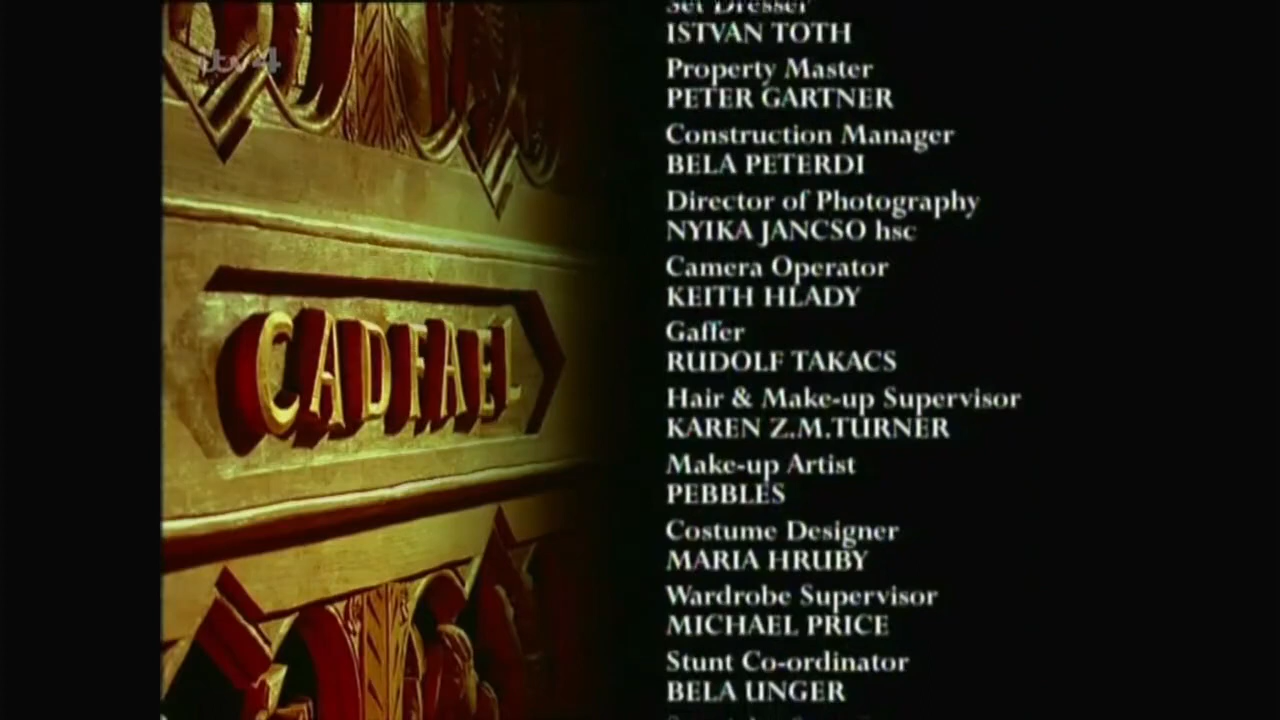 itv4
CADFAEL
Set Dresser
ISTVAN TOTH
Property Master
PETER GARTNER
Construction Manager
BELA PETERDI
Director of Photography
NYIKA JANCSO hsc
Camera Operator
KEITH HLADY
Gaffer
RUDOLF TAKACS
Hair & Make-up Supervisor
KAREN Z.M.TURNER
Make-up Artist
PEBBLES
Costume Designer
MARIA HRUBY
Wardrobe Supervisor
MICHAEL PRICE
Stunt Co-ordinator
BELA UNGER